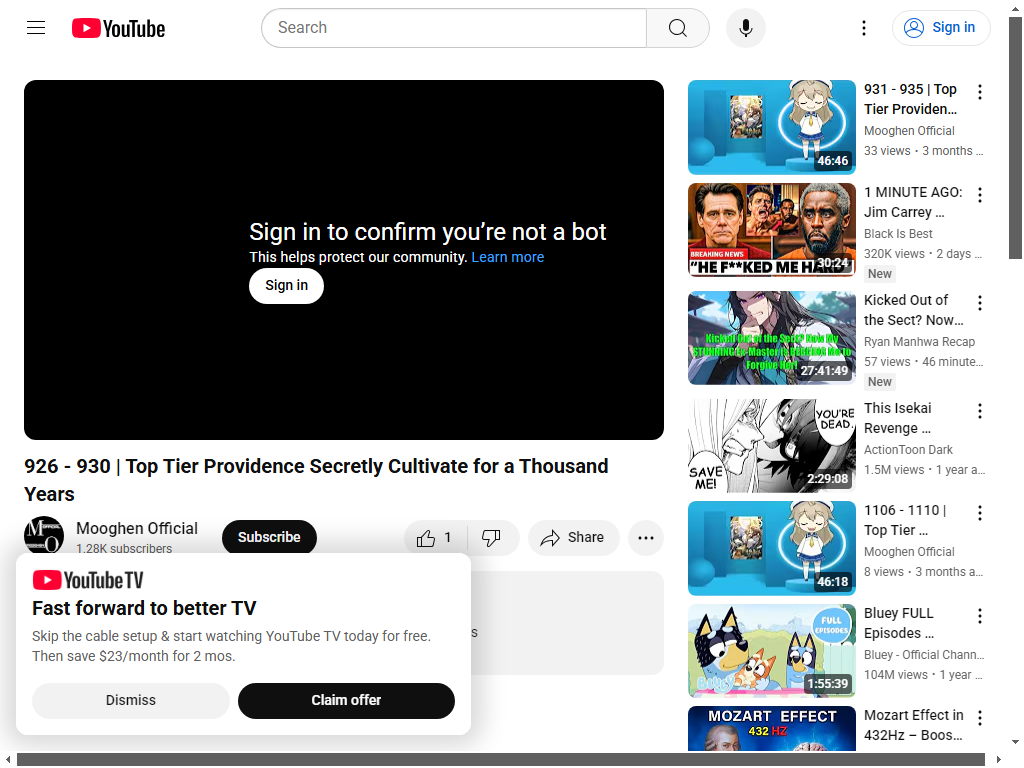 YouTube
Search
Sign in
Sign in to confirm you're not a bot
This helps protect our community. Learn more
Sign in
926 - 930 | Top Tier Providence Secretly Cultivate for a Thousand
Years
Mooghen Official
1.28K subscribers
Subscribe
1
Share
YouTube TV
Fast forward to better TV
Skip the cable setup & start watching YouTube TV today for free.
Then save $23/month for 2 mos.
Dismiss
Claim offer
s
46:46
931 - 935 | Top
Tier Providen...
Mooghen Official
33 views • 3 months ...
BREAKING NEWS
30:24
"HE F**KED ME HARD
1 MINUTE AGO:
Jim Carrey ...
Black Is Best
320K views • 2 days ...
New
Kicked Out of the Sect? Now My
27:41:49
Kicked Out of
the Sect? Now...
Ryan Manhwa Recap
57 views • 46 minute...
New
YOU'RE
DEAD.
SAVE
ME!
2:29:08
This Isekai
Revenge ...
ActionToon Dark
1.5M views • 1 year a...
46:18
1106 - 1110 |
Top Tier ...
Mooghen Official
8 views • 3 months a...
FULL
EPISODES
1:55:39
Bluey FULL
Episodes ...
Bluey - Official Chann...
104M views • 1 year ...
MOZART EFFECT
432 HZ
Mozart Effect in
432Hz – Boos...